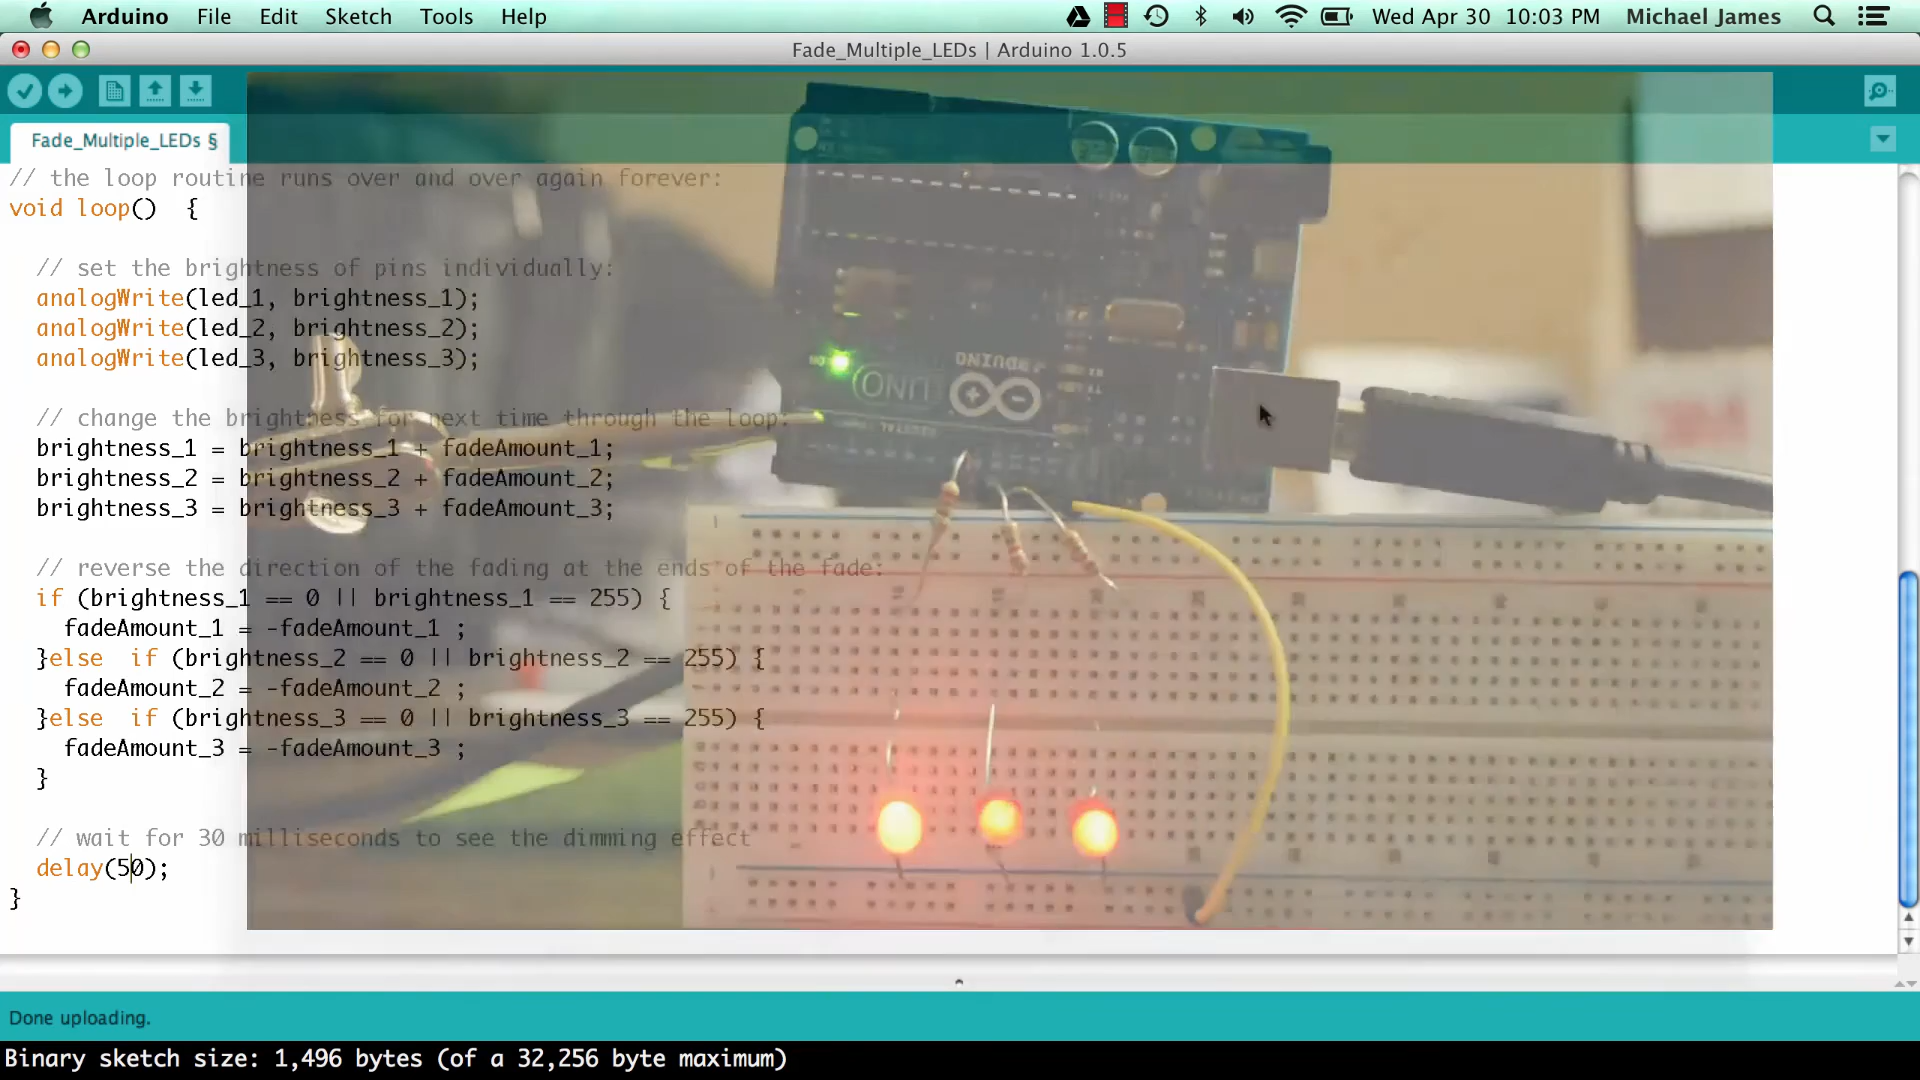 Arduino File Edit Sketch Tools Help Wed Apr 30 10:03 PM Michael James
Fade_Multiple_LEDs | Arduino 1.0.5
Fade_Multiple_LEDs §
// the loop routine runs over and over again forever:
void loop()  {
// set the brightness of pins individually:
analogWrite(led_1, brightness_1);
analogWrite(led_2, brightness_2);
analogWrite(led_3, brightness_3);
// change the brightness for next time through the loop:
brightness_1 = brightness_1 + fadeAmount_1;
brightness_2 = brightness_2 + fadeAmount_2;
brightness_3 = brightness_3 + fadeAmount_3;
// reverse the direction of the fading at the ends of the fade:
if (brightness_1 == 0 || brightness_1 == 255) {
fadeAmount_1 = -fadeAmount_1 ;
}else  if (brightness_2 == 0 || brightness_2 == 255) {
fadeAmount_2 = -fadeAmount_2 ;
}else  if (brightness_3 == 0 || brightness_3 == 255) {
fadeAmount_3 = -fadeAmount_3 ;
}
// wait for 30 milliseconds to see the dimming effect
delay(50);
}
ARDUINO
UNO
Done uploading.
Binary sketch size: 1,496 bytes (of a 32,256 byte maximum)